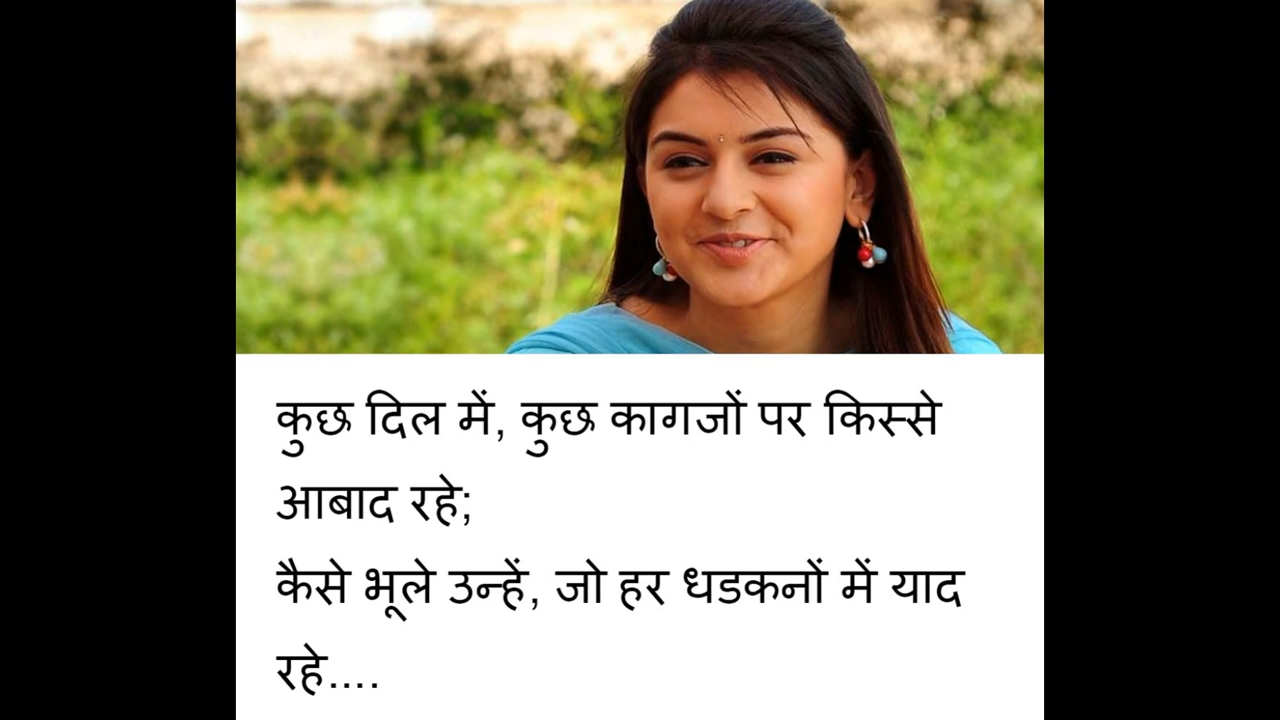 कुछ दिल में, कुछ कागजों पर किस्से
आबाद रहे;
कैसे भूले उन्हें, जो हर धडकनों में याद
रहे....